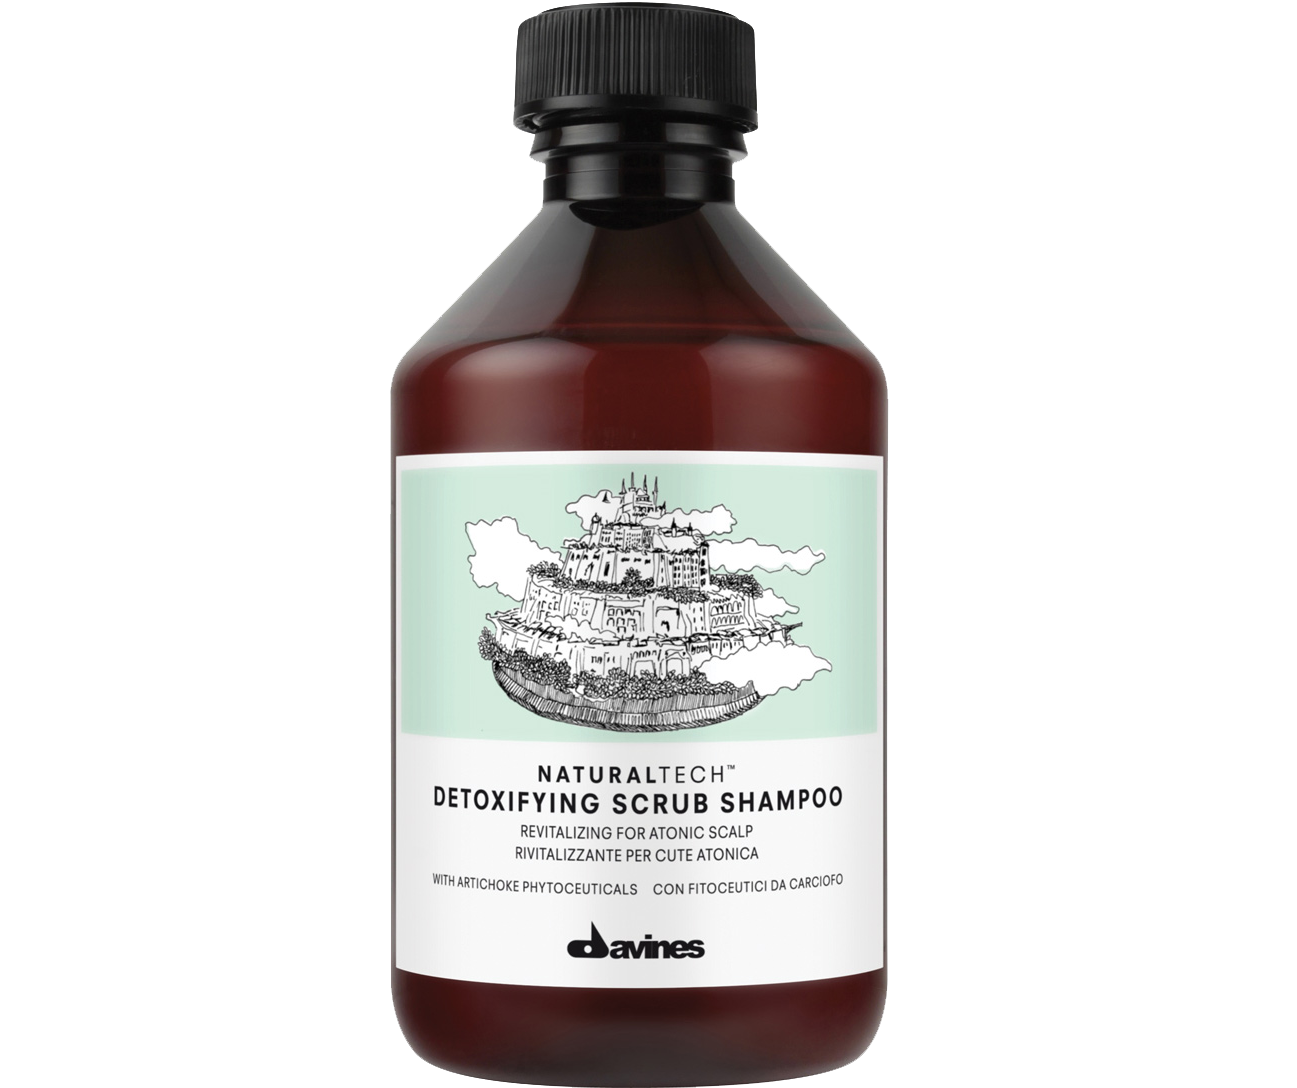 NATURALTECH™
DETOXIFYING SCRUB SHAMPOO
REVITALIZING FOR ATONIC SCALP
RIVITALIZZANTE PER CUTE ATONICA
WITH ARTICHOKE PHYTOCEUTICALS CON FITOCEUTICI DA CARCIOFO
davines